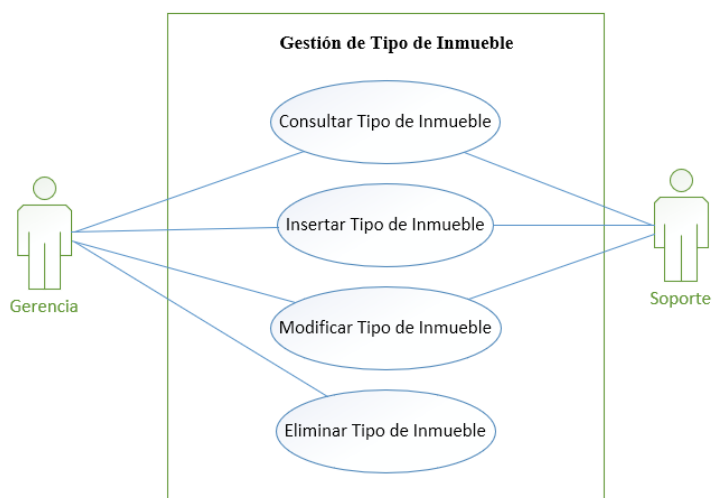 Gestión de Tipo de Inmueble
Consultar Tipo de Inmueble
Insertar Tipo de Inmueble
Gerencia
Soporte
Modificar Tipo de Inmueble
Eliminar Tipo de Inmueble